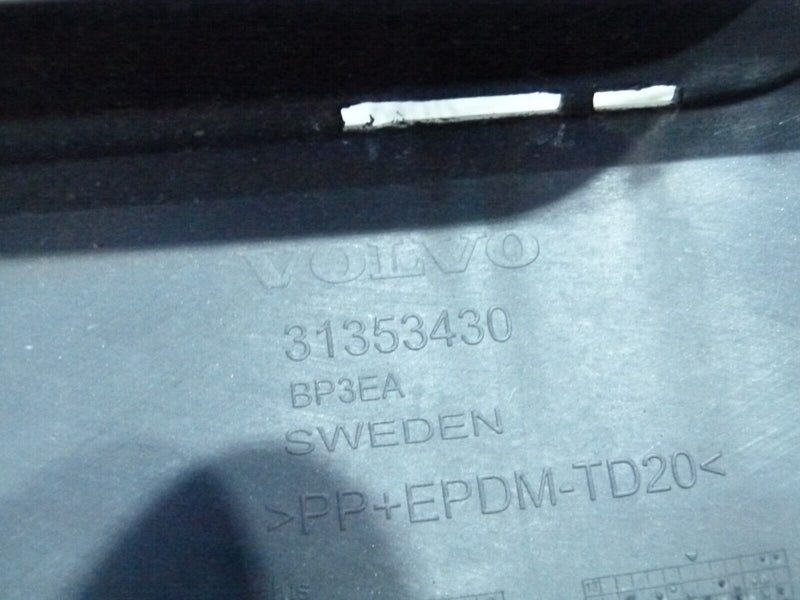 VOLVO
31353430
BP3EA
SWEDEN
>PP+EPDM-TD20<